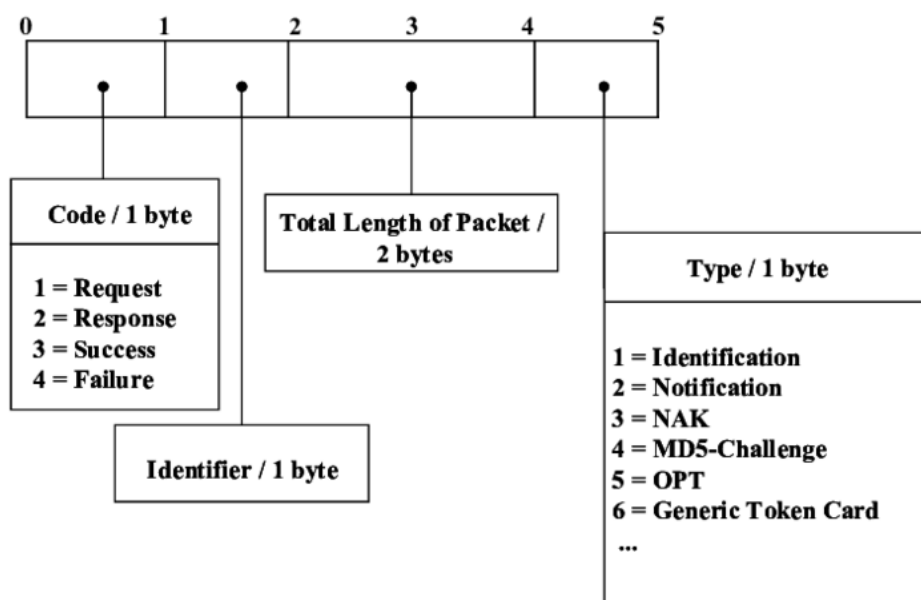 0 1 2 3 4 5
Code / 1 byte
1 = Request
2 = Response
3 = Success
4 = Failure
Identifier / 1 byte
Total Length of Packet /
2 bytes
Type / 1 byte
1 = Identification
2 = Notification
3 = NAK
4 = MD5-Challenge
5 = OPT
6 = Generic Token Card
...